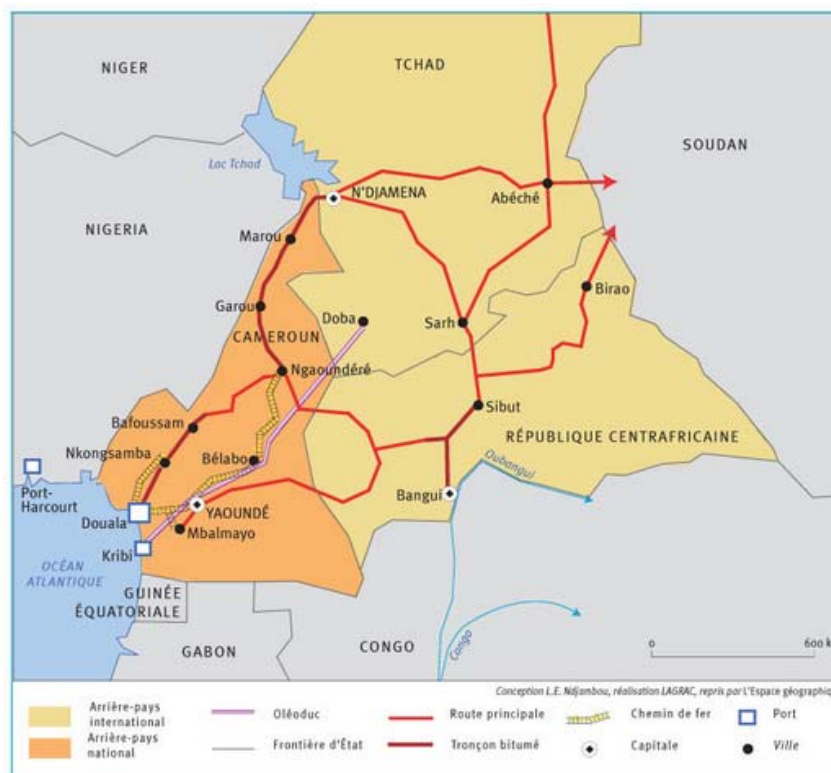 NIGER
TCHAD
SOUDAN
Lac Tchad
N'DJAMENA
Abéché
NIGERIA
Marou
Birao
Garou
Doba
Sarh
CAMEROUN
Ngaoundéré
Sibut
Bafoussam
RÉPUBLIQUE CENTRAFRICAINE
Nkongsamba
Bélabo
Oubangui
Port-
Harcourt
Bangui
Douala
YAOUNDÉ
Mbalmayo
Kribi
OCÉAN
ATLANTIQUE
GUINÉE
ÉQUATORIALE
GABON
CONGO
Congo
0 600 k
Conception L.E. Ndjambou, réalisation LAGRAC, repris par L'Espace géographiq
Arrière-pays
international
Oléoduc
Route principale
Chemin de fer
Port
Arrière-pays
national
Frontière d'État
Tronçon bitumé
Capitale
Ville